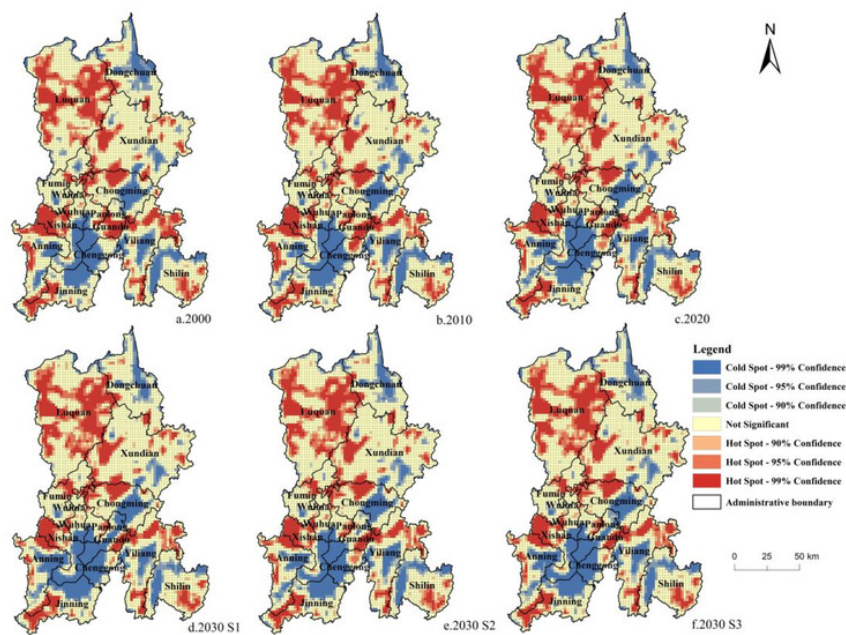 N
Dongchuan
Luquan
Xundian
Fumin
Chongming
Wuhua
Panlong
Xishan
Guandu
Anning
Yiliang
Chenggong
Shilin
Jinning
a.2000
Dongchuan
Luquan
Xundian
Fumin
Chongming
Wuhua
Panlong
Xishan
Guandu
Anning
Yiliang
Chenggong
Shilin
Jinning
b.2010
Dongchuan
Luquan
Xundian
Fumin
Chongming
Wuhua
Panlong
Xishan
Guandu
Anning
Yiliang
Chenggong
Shilin
Jinning
c.2020
Dongchuan
Luquan
Xundian
Fumin
Chongming
Wuhua
Panlong
Xishan
Guandu
Anning
Yiliang
Chenggong
Shilin
Jinning
d.2030 S1
Dongchuan
Luquan
Xundian
Fumin
Chongming
Wuhua
Panlong
Xishan
Guandu
Anning
Yiliang
Chenggong
Shilin
Jinning
e.2030 S2
Dongchuan
Luquan
Xundian
Fumin
Chongming
Wuhua
Panlong
Xishan
Guandu
Anning
Yiliang
Chenggong
Shilin
Jinning
f.2030 S3
Legend
Cold Spot - 99% Confidence
Cold Spot - 95% Confidence
Cold Spot - 90% Confidence
Not Significant
Hot Spot - 90% Confidence
Hot Spot - 95% Confidence
Hot Spot - 99% Confidence
Administrative boundary
0 25 50 km